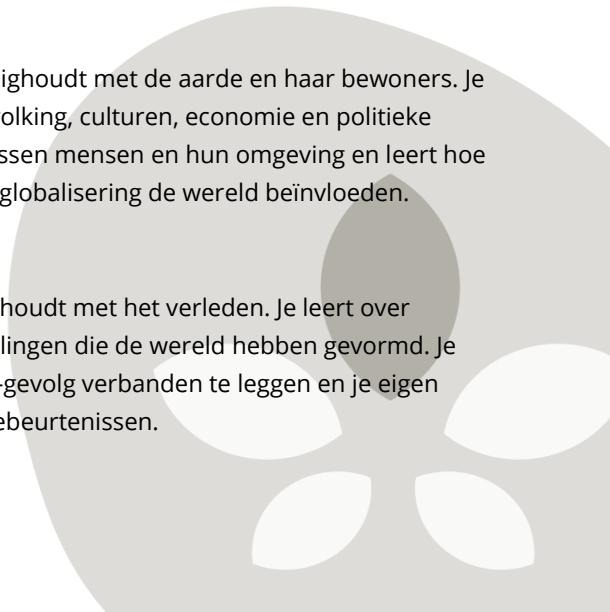 ighoudt met de aarde en haar bewoners. Je
olking, culturen, economie en politieke
ssen mensen en hun omgeving en leert hoe
globalisering de wereld beïnvloeden.
houdt met het verleden. Je leert over
lingen die de wereld hebben gevormd. Je
-gevolg verbanden te leggen en je eigen
ebeurtenissen.